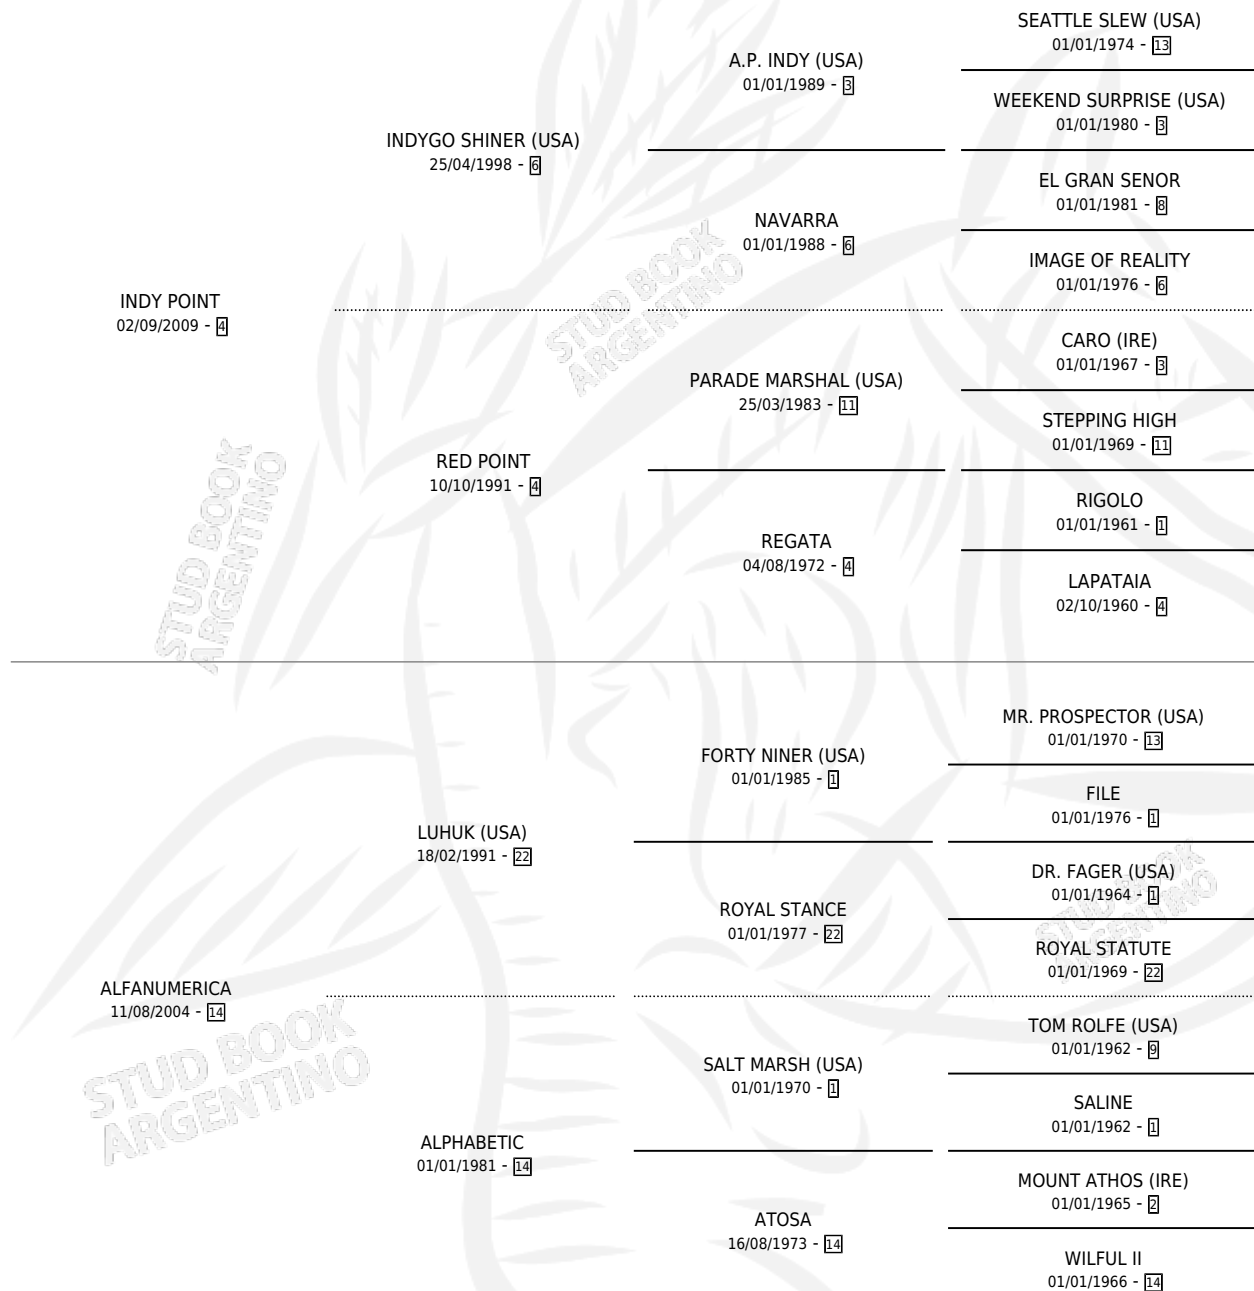 SEATTLE SLEW (USA)
01/01/1974 - 13
A.P. INDY (USA)
01/01/1989 - 3
WEEKEND SURPRISE (USA)
01/01/1980 - 3
INDYGO SHINER (USA)
25/04/1998 - 6
EL GRAN SENOR
01/01/1981 - 8
NAVARRA
01/01/1988 - 6
IMAGE OF REALITY
01/01/1976 - 6
INDY POINT
02/09/2009 - 4
CARO (IRE)
01/01/1967 - 3
PARADE MARSHAL (USA)
25/03/1983 - 11
STEPPING HIGH
01/01/1969 - 11
RED POINT
10/10/1991 - 4
RIGOLO
01/01/1961 - 1
REGATA
04/08/1972 - 4
LAPATAIA
02/10/1960 - 4
MR. PROSPECTOR (USA)
01/01/1970 - 13
FORTY NINER (USA)
01/01/1985 - 1
FILE
01/01/1976 - 1
LUHUK (USA)
18/02/1991 - 22
DR. FAGER (USA)
01/01/1964 - 1
ROYAL STANCE
01/01/1977 - 22
ROYAL STATUTE
01/01/1969 - 22
ALFANUMERICA
11/08/2004 - 14
TOM ROLFE (USA)
01/01/1962 - 9
SALT MARSH (USA)
01/01/1970 - 1
SALINE
01/01/1962 - 1
ALPHABETIC
01/01/1981 - 14
MOUNT ATHOS (IRE)
01/01/1965 - 2
ATOSA
16/08/1973 - 14
WILFUL II
01/01/1966 - 14
STUD BOOK
ARGENTINO
STUD BOOK
ARGENTINO
STUD BOOK
ARGENTINO
STUD BOOK
ARGENTINO